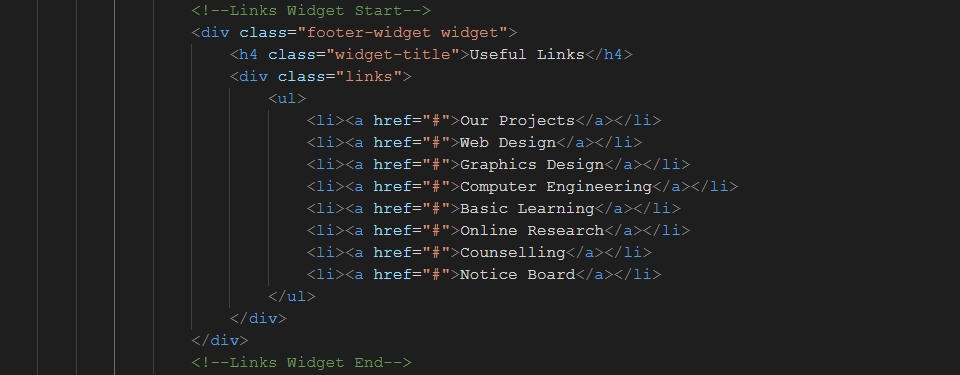 <!--Links Widget Start-->
<div class="footer-widget widget">
<h4 class="widget-title">Useful Links</h4>
<div class="links">
<ul>
<li><a href="#">Our Projects</a></li>
<li><a href="#">Web Design</a></li>
<li><a href="#">Graphics Design</a></li>
<li><a href="#">Computer Engineering</a></li>
<li><a href="#">Basic Learning</a></li>
<li><a href="#">Online Research</a></li>
<li><a href="#">Counselling</a></li>
<li><a href="#">Notice Board</a></li>
</ul>
</div>
</div>
<!--Links Widget End-->